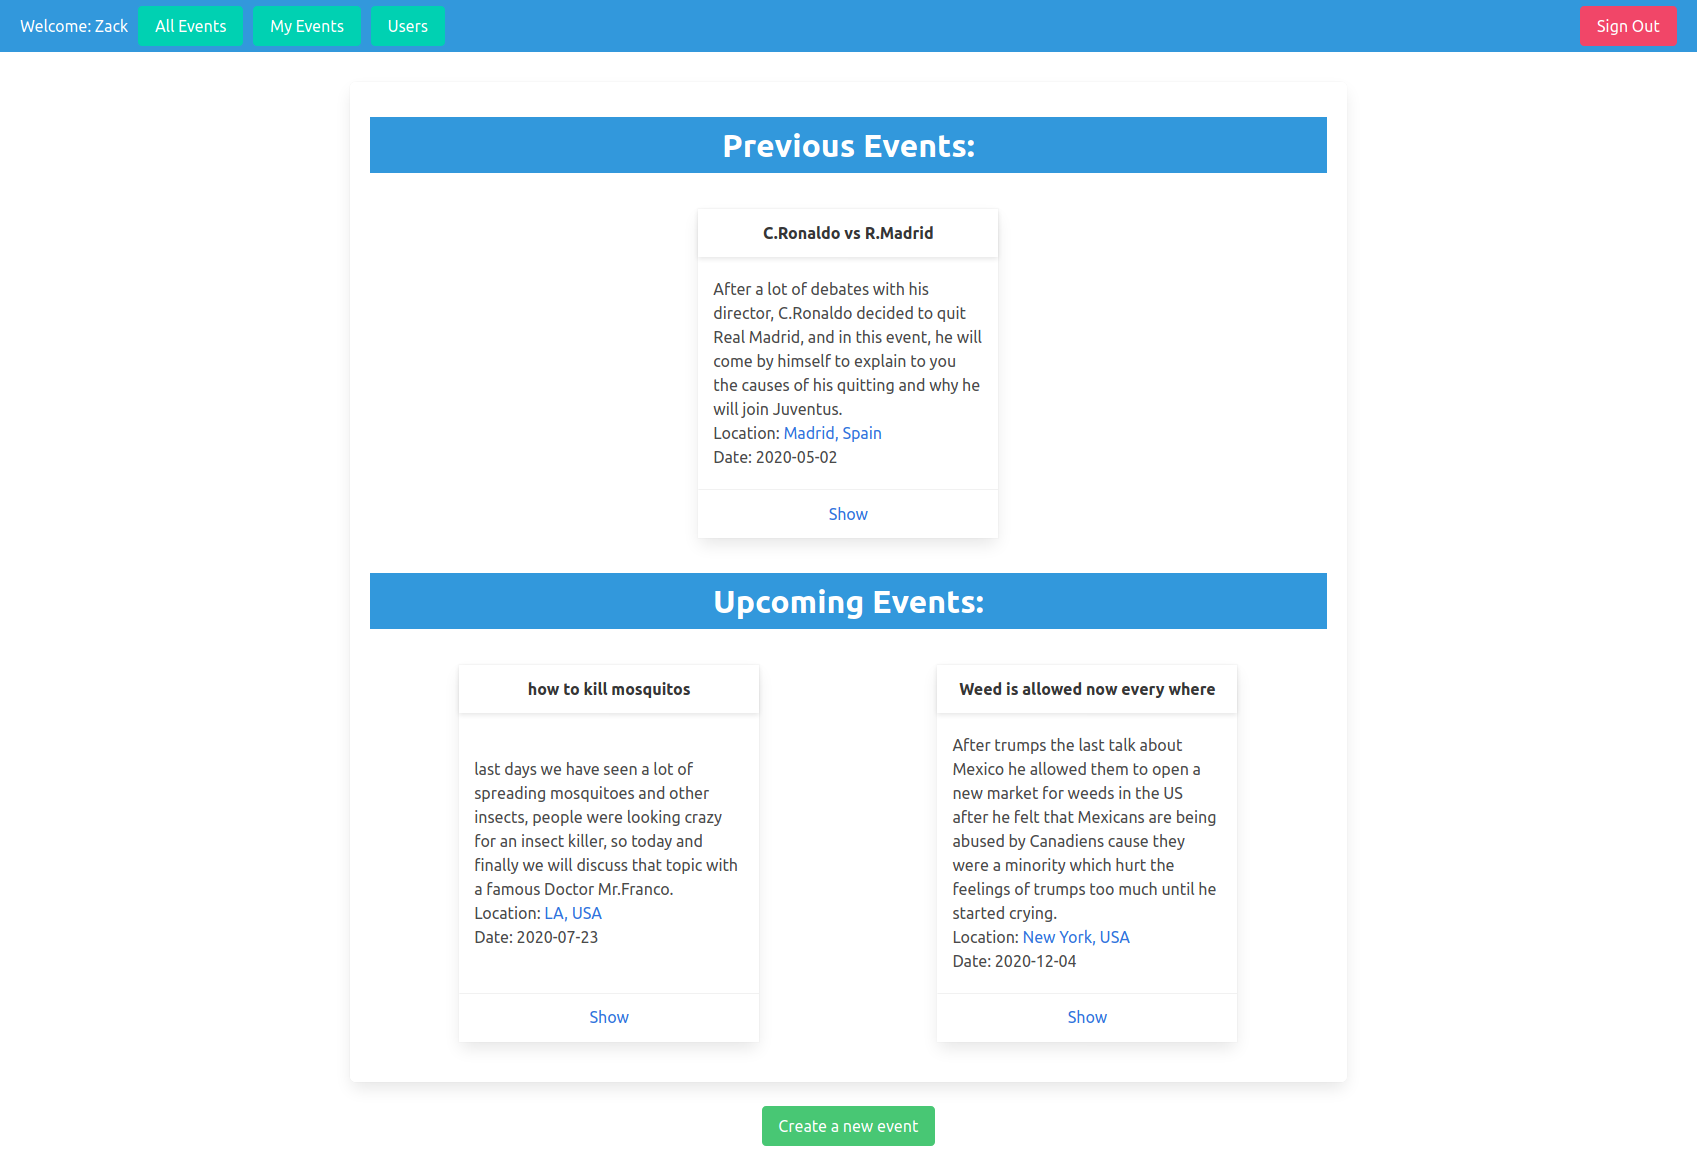 Welcome: Zack All Events My Events Users Sign Out
Previous Events:
C.Ronaldo vs R.Madrid
After a lot of debates with his
director, C.Ronaldo decided to quit
Real Madrid, and in this event, he will
come by himself to explain to you
the causes of his quitting and why he
will join Juventus.
Location: Madrid, Spain
Date: 2020-05-02
Show
Upcoming Events:
how to kill mosquitos
last days we have seen a lot of
spreading mosquitoes and other
insects, people were looking crazy
for an insect killer, so today and
finally we will discuss that topic with
a famous Doctor Mr.Franco.
Location: LA, USA
Date: 2020-07-23
Show
Weed is allowed now every where
After trumps the last talk about
Mexico he allowed them to open a
new market for weeds in the US
after he felt that Mexicans are being
abused by Canadiens cause they
were a minority which hurt the
feelings of trumps too much until he
started crying.
Location: New York, USA
Date: 2020-12-04
Show
Create a new event